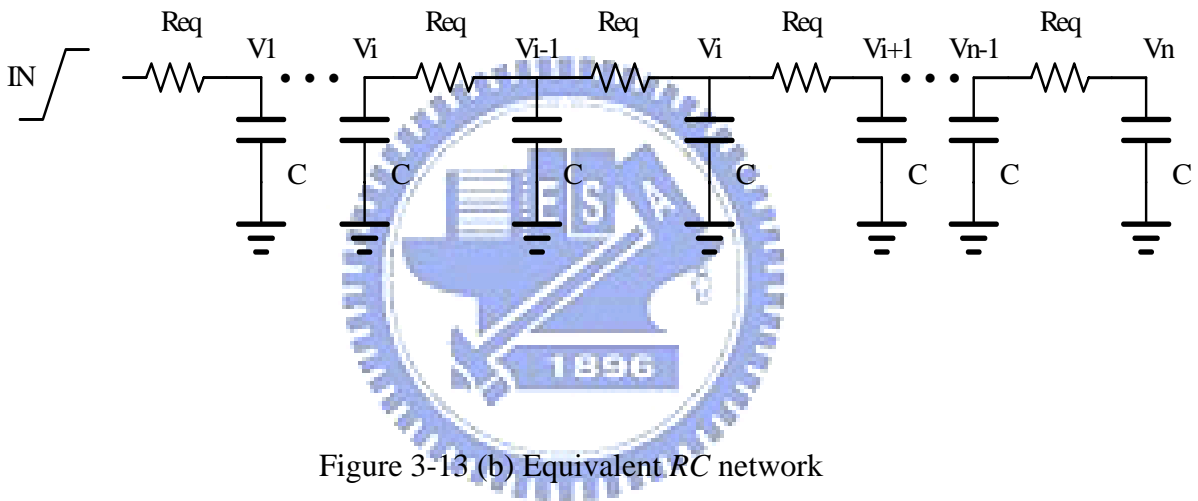 Req Req Req Req Req
V1 Vi Vi-1 Vi Vi+1 Vn-1 Vn
IN
C C C C C C C
E S A
1896
Figure 3-13 (b) Equivalent RC network